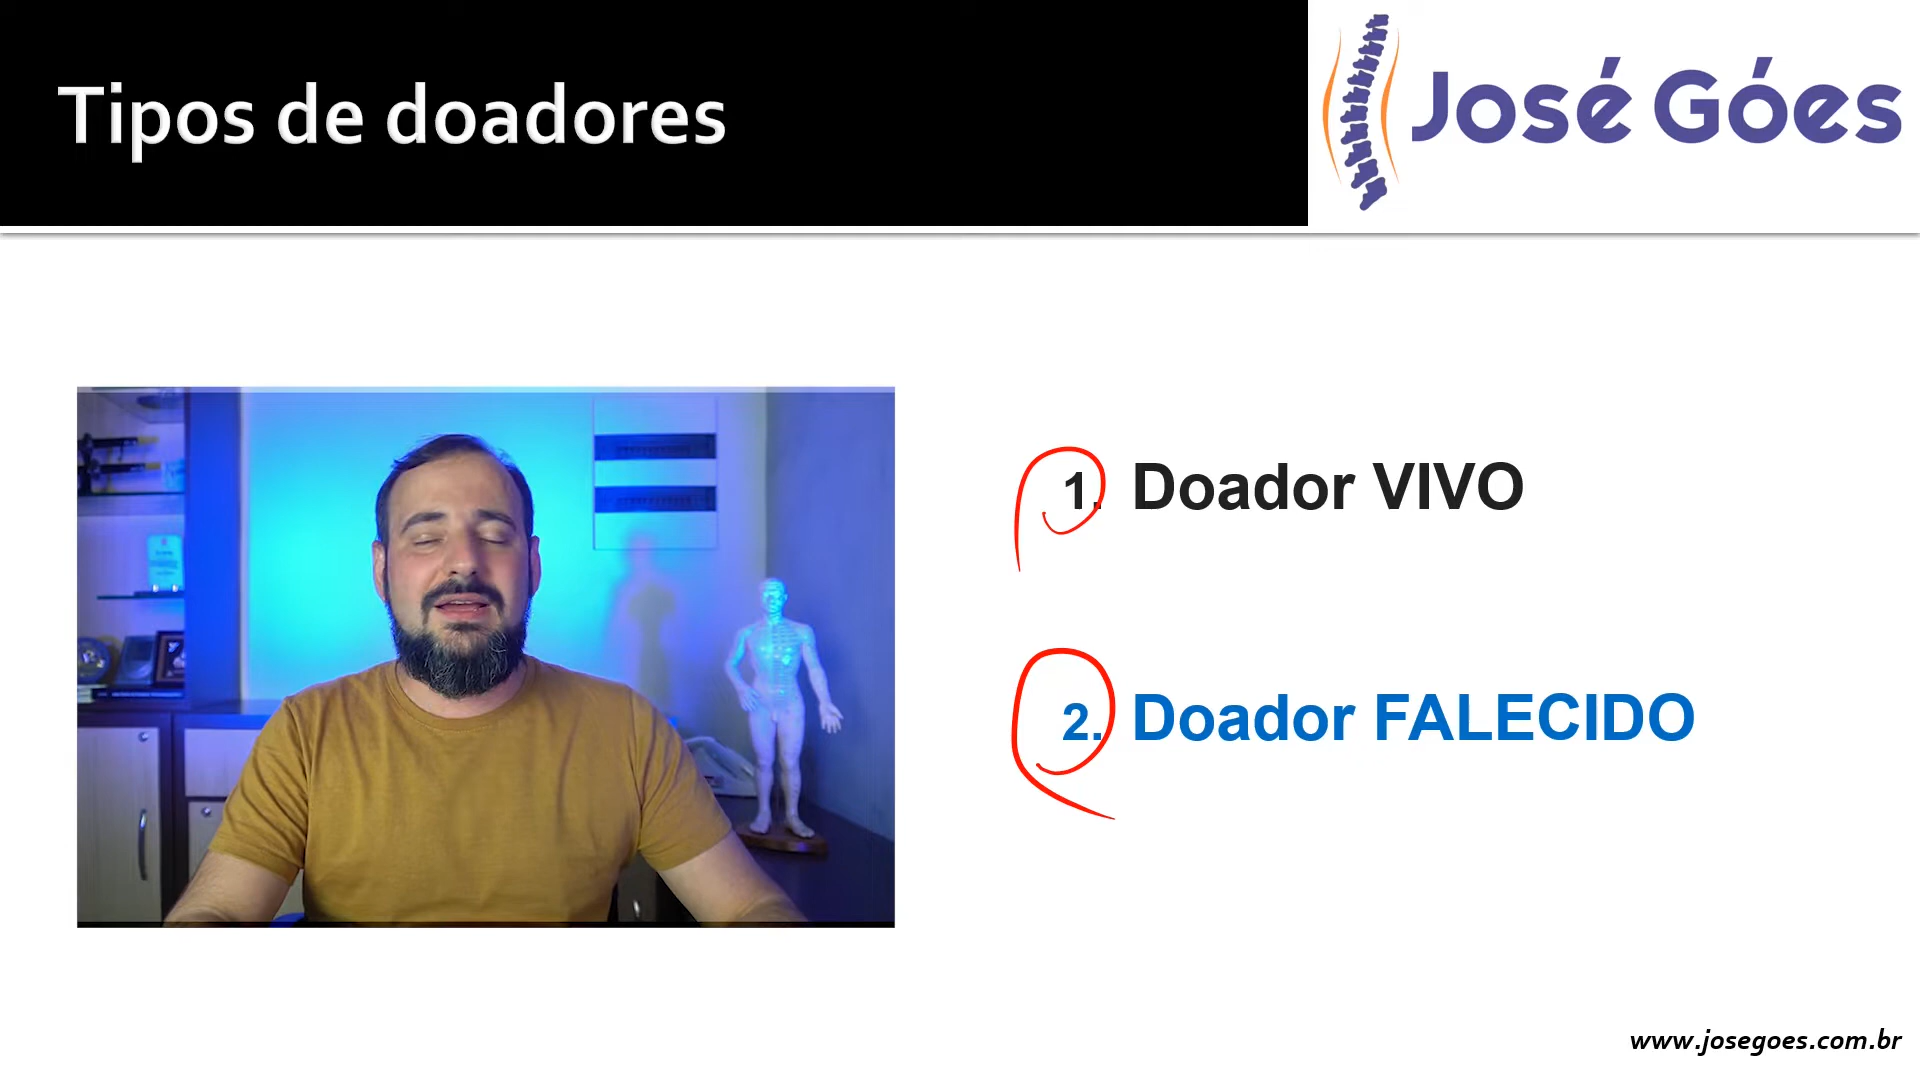 Tipos de doadores
José Góes
1. Doador VIVO
2. Doador FALECIDO
www.josegoes.com.br